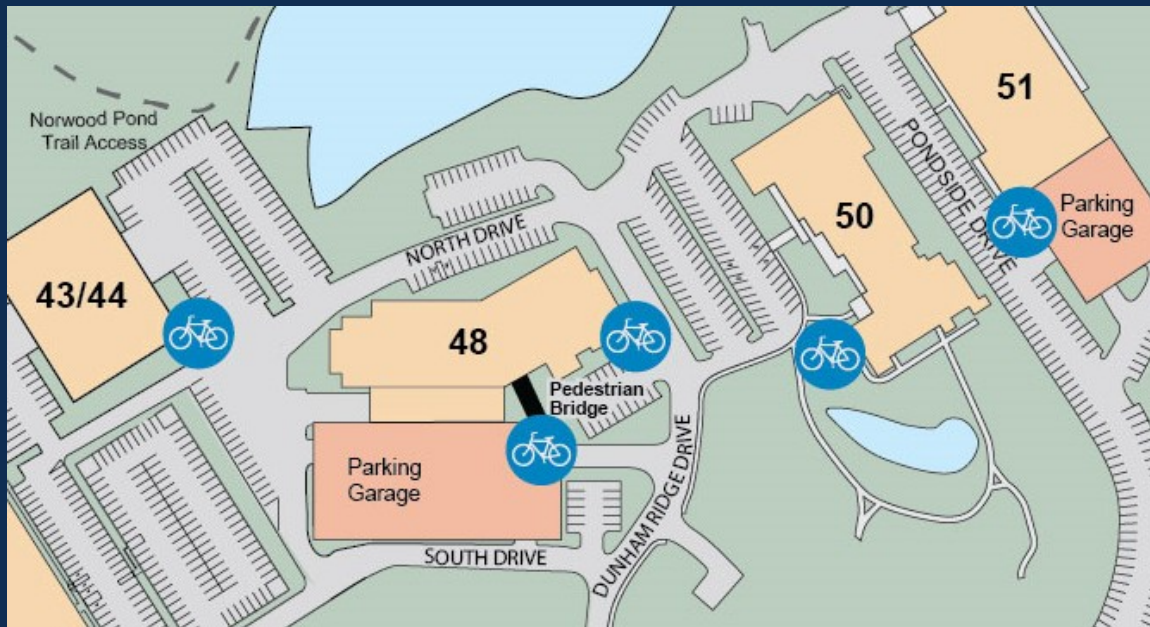 Norwood Pond
Trail Access
51
PONDSIDE DRIVE
Parking
Garage
50
NORTH DRIVE
43/44
48
Pedestrian
Bridge
Parking
Garage
DUNHAM RIDGE DRIVE
SOUTH DRIVE